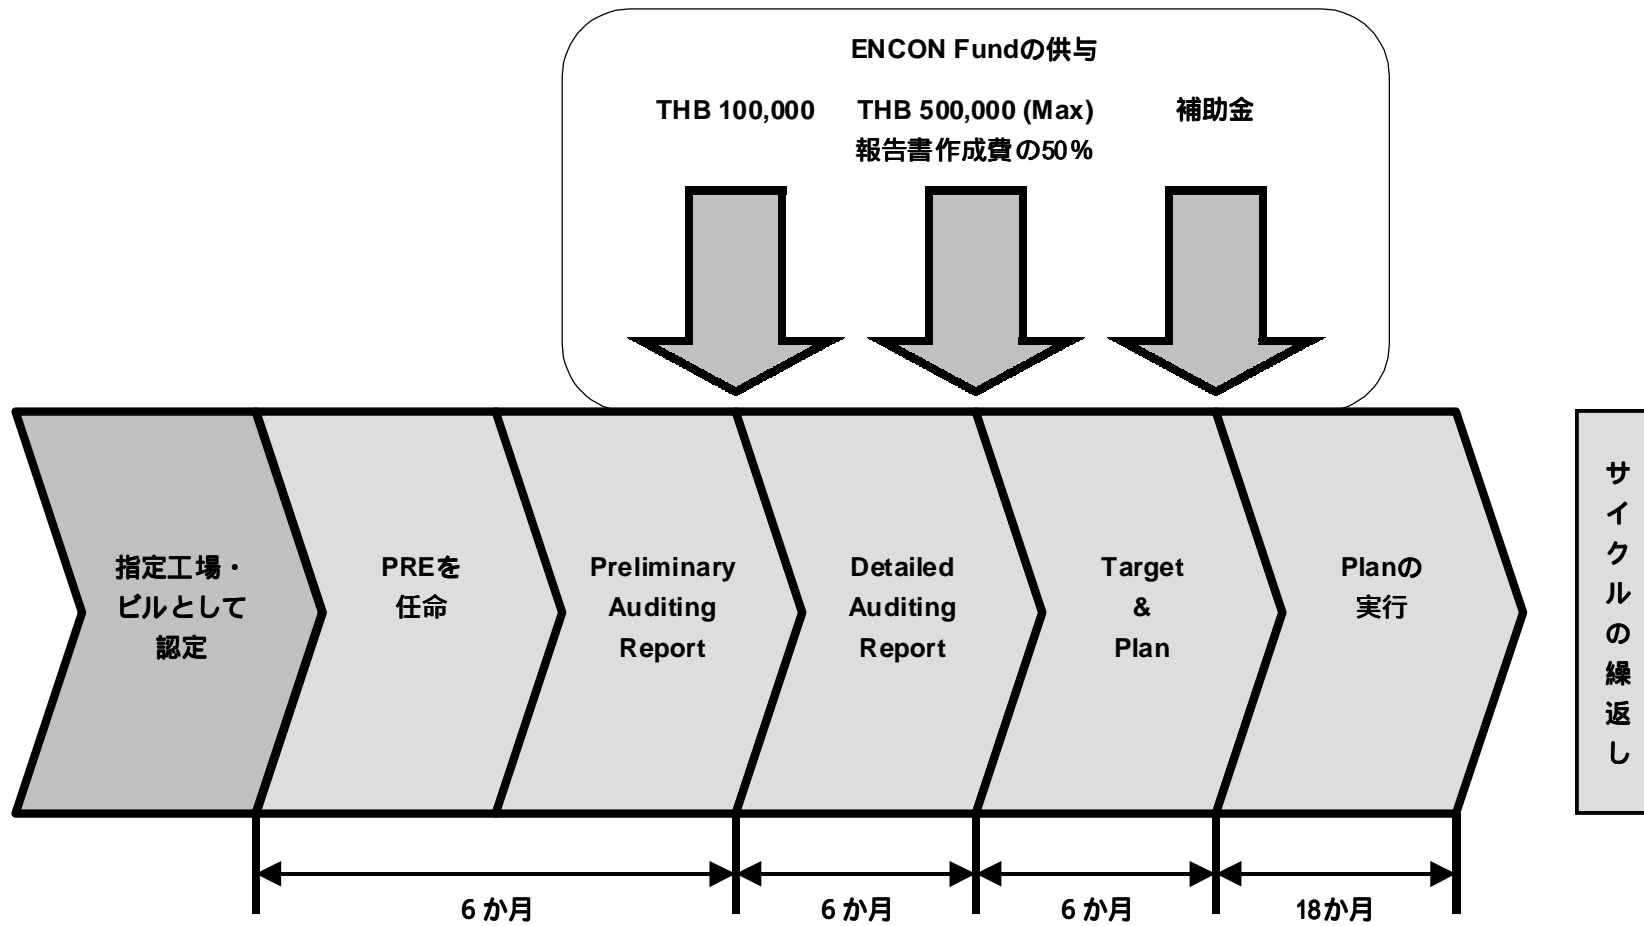 ENCON Fundの供与
THB 100,000
THB 500,000 (Max)
報告書作成費の50%
補助金
指定工場・
ビルとして
認定
PREを
任命
Preliminary
Auditing
Report
Detailed
Auditing
Report
Target
&
Plan
Planの
実行
サイクルの繰返し
6 か月
6 か月
6 か月
18か月